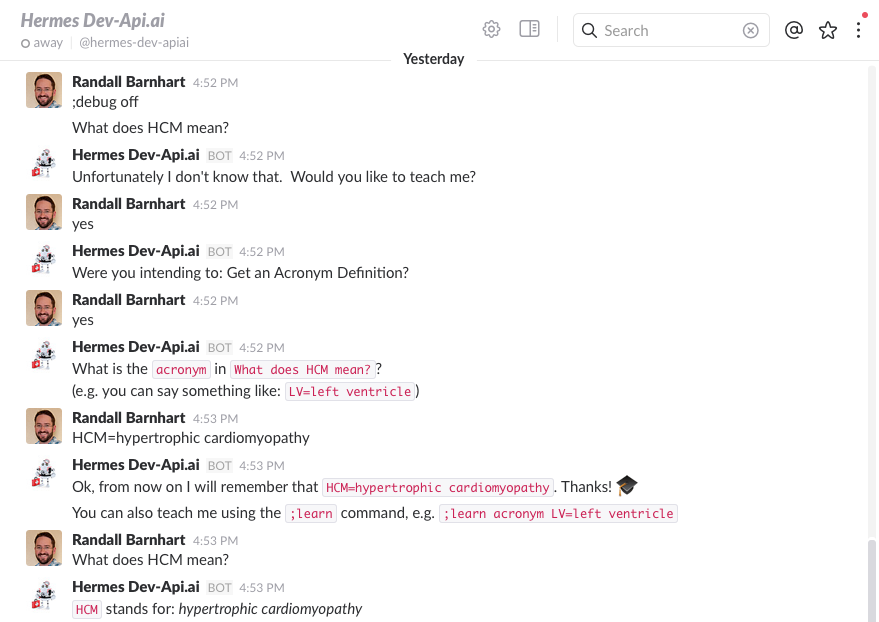 Hermes Dev-Api.ai
away | @hermes-dev-apiai
Search
Yesterday
Randall Barnhart 4:52 PM
;debug off
What does HCM mean?
Hermes Dev-Api.ai BOT 4:52 PM
Unfortunately I don't know that. Would you like to teach me?
Randall Barnhart 4:52 PM
yes
Hermes Dev-Api.ai BOT 4:52 PM
Were you intending to: Get an Acronym Definition?
Randall Barnhart 4:52 PM
yes
Hermes Dev-Api.ai BOT 4:52 PM
What is the acronym in What does HCM mean? ?
(e.g. you can say something like: LV=left ventricle)
Randall Barnhart 4:53 PM
HCM=hypertrophic cardiomyopathy
Hermes Dev-Api.ai BOT 4:53 PM
Ok, from now on I will remember that HCM=hypertrophic cardiomyopathy. Thanks! 🎓
You can also teach me using the ;learn command, e.g. ;learn acronym LV=left ventricle
Randall Barnhart 4:53 PM
What does HCM mean?
Hermes Dev-Api.ai BOT 4:53 PM
HCM stands for: hypertrophic cardiomyopathy